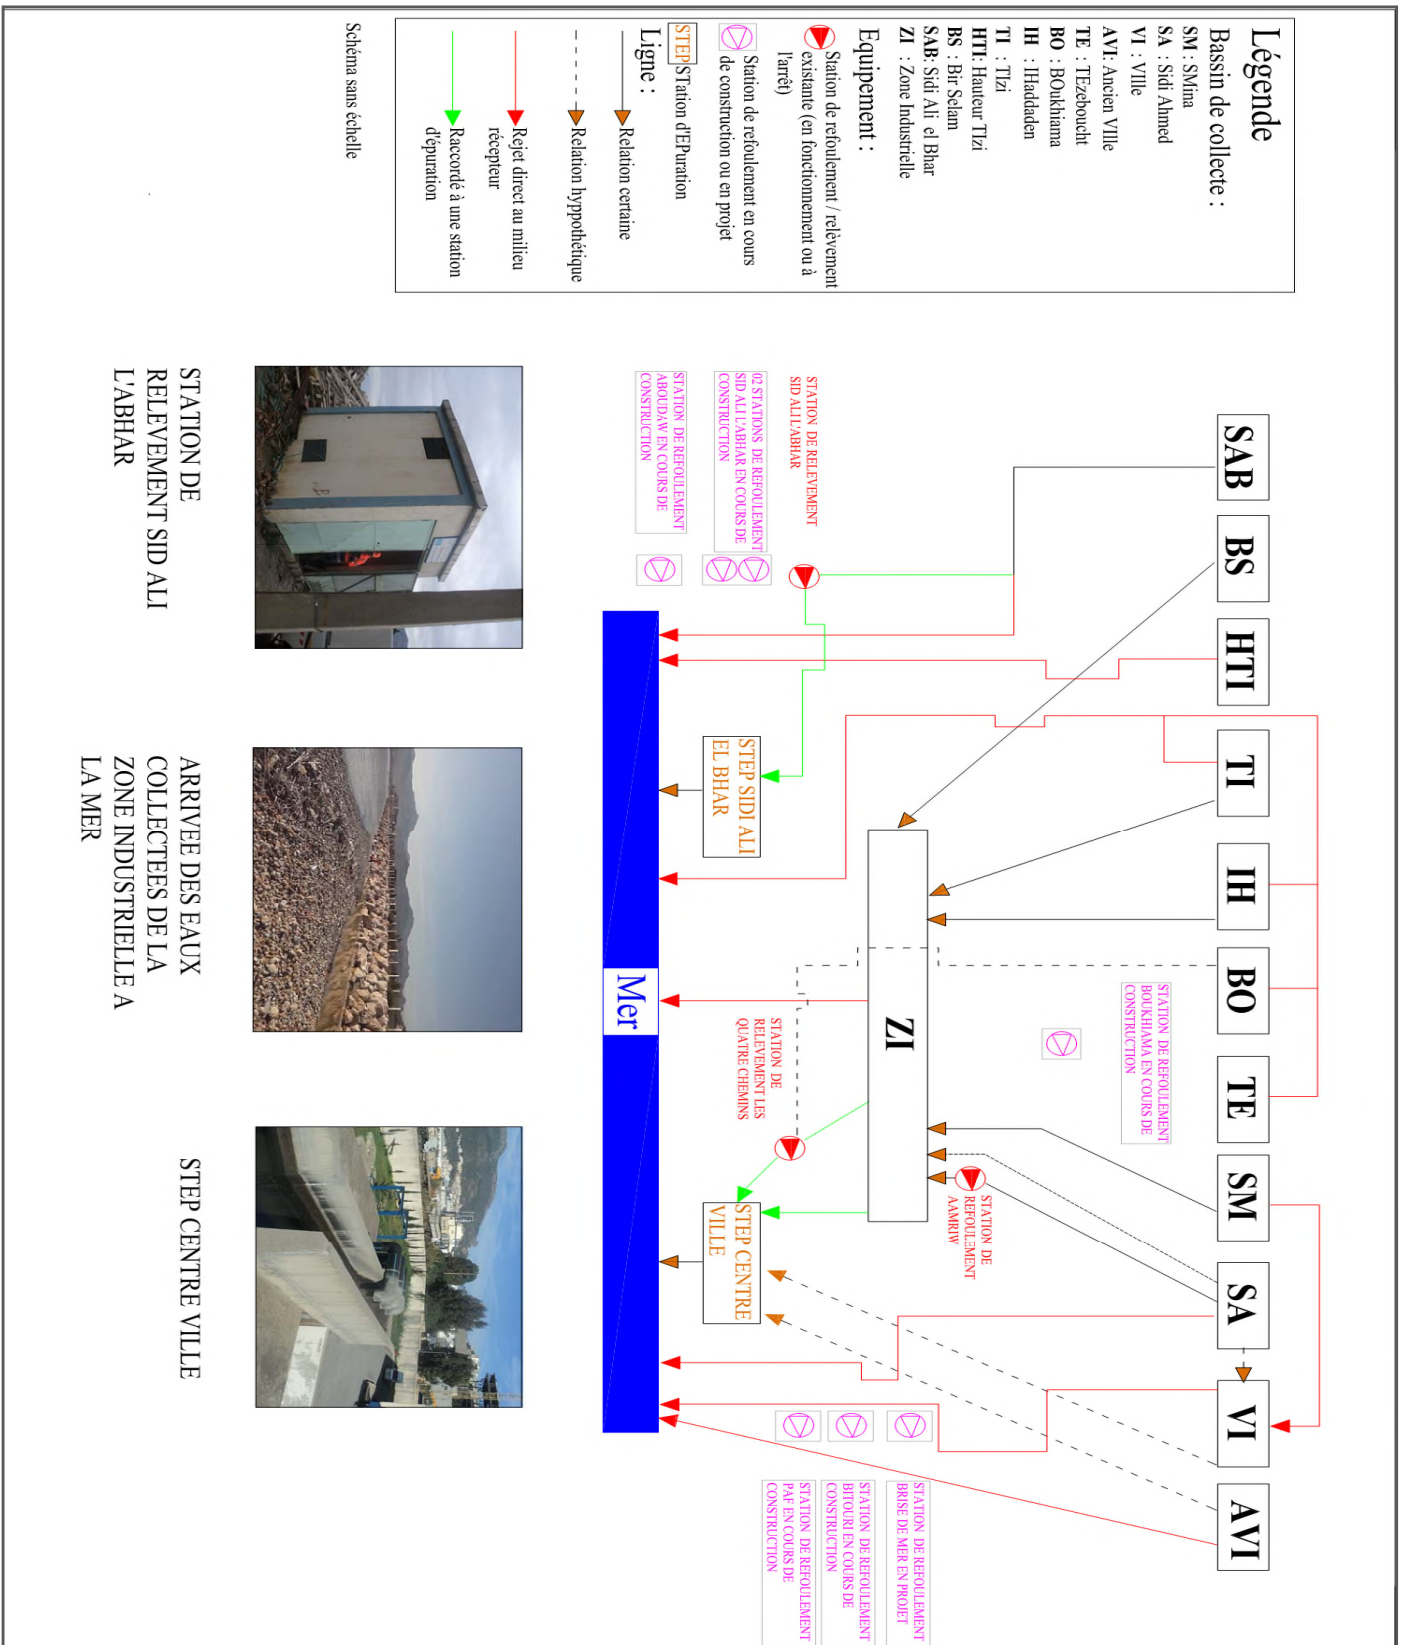 Légende
Bassin de collecte :
SM : SMina
SA : Sidi Ahmed
VI : VIlle
AVI: Ancien VIlle
TE : TEzeboucht
BO : BOukhiama
IH : IHaddaden
TI : TIzi
HTI: Hauteur TIzi
BS : Bir Selam
SAB: Sidi Ali el Bhar
ZI : Zone Industrielle
Equipement :
Station de refoulement / relèvement
existante (en fonctionnement ou à
l'arrêt)
Station de refoulement en cours
de construction ou en projet
STEP STation d'EPuration
Ligne :
Relation certaine
Relation hyppothétique
Rejet direct au milieu
récepteur
Raccordé à une station
d'épuration
Schéma sans échelle
SAB
BS
HTI
TI
IH
BO
TE
SM
SA
VI
AVI
STATION DE REFOULEMENT
BOUKHIAMA EN COURS DE
CONSTRUCTION
STATION DE
REFOULEMENT
AAMRIW
ZI
STATION DE RELEVEMENT
SID ALI L'ABHAR
02 STATIONS DE REFOULEMENT
SID ALI L'ABHAR EN COURS DE
CONSTRUCTION
STATION DE REFOULEMENT
ABOUDAW EN COURS DE
CONSTRUCTION
STEP SIDI ALI
EL BHAR
STATION DE
RELEVEMENT LES
QUATRE CHEMINS
STEP CENTRE
VILLE
STATION DE REFOULEMENT
BRISE DE MER EN PROJET
STATION DE REFOULEMENT
BITOURI EN COURS DE
CONSTRUCTION
STATION DE REFOULEMENT
PAF EN COURS DE
CONSTRUCTION
Mer
STATION DE
RELEVEMENT SID ALI
L'ABHAR
ARRIVEE DES EAUX
COLLECTEES DE LA
ZONE INDUSTRIELLE A
LA MER
STEP CENTRE VILLE